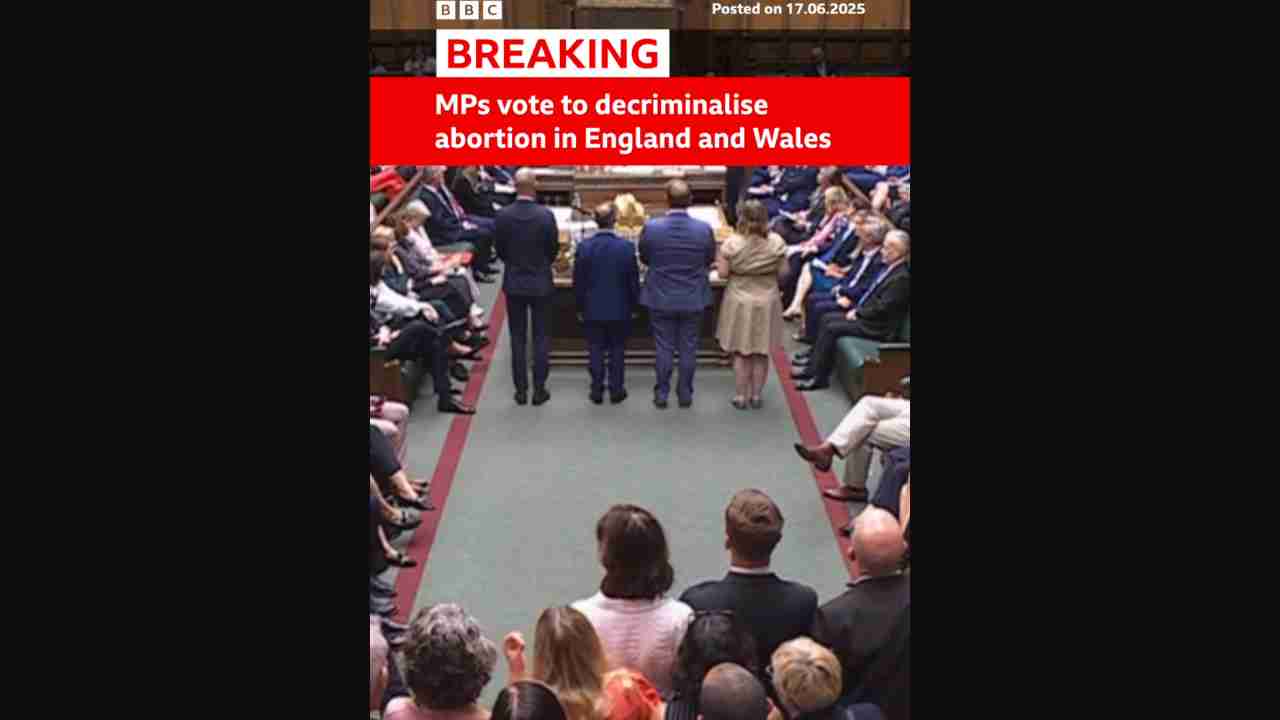 BBC
Posted on 17.06.2025
BREAKING
MPs vote to decriminalise
abortion in England and Wales